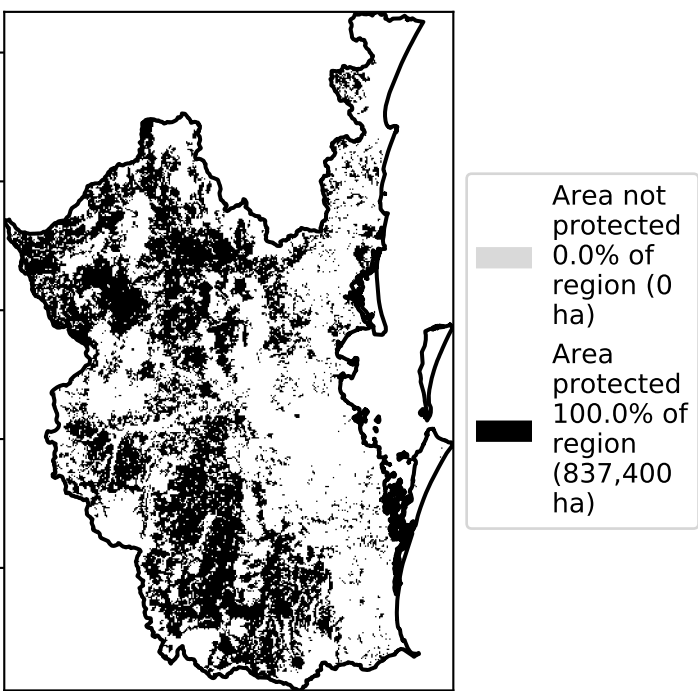 Area not
protected
0.0% of
region (0
ha)
Area
protected
100.0% of
region
(837,400
ha)